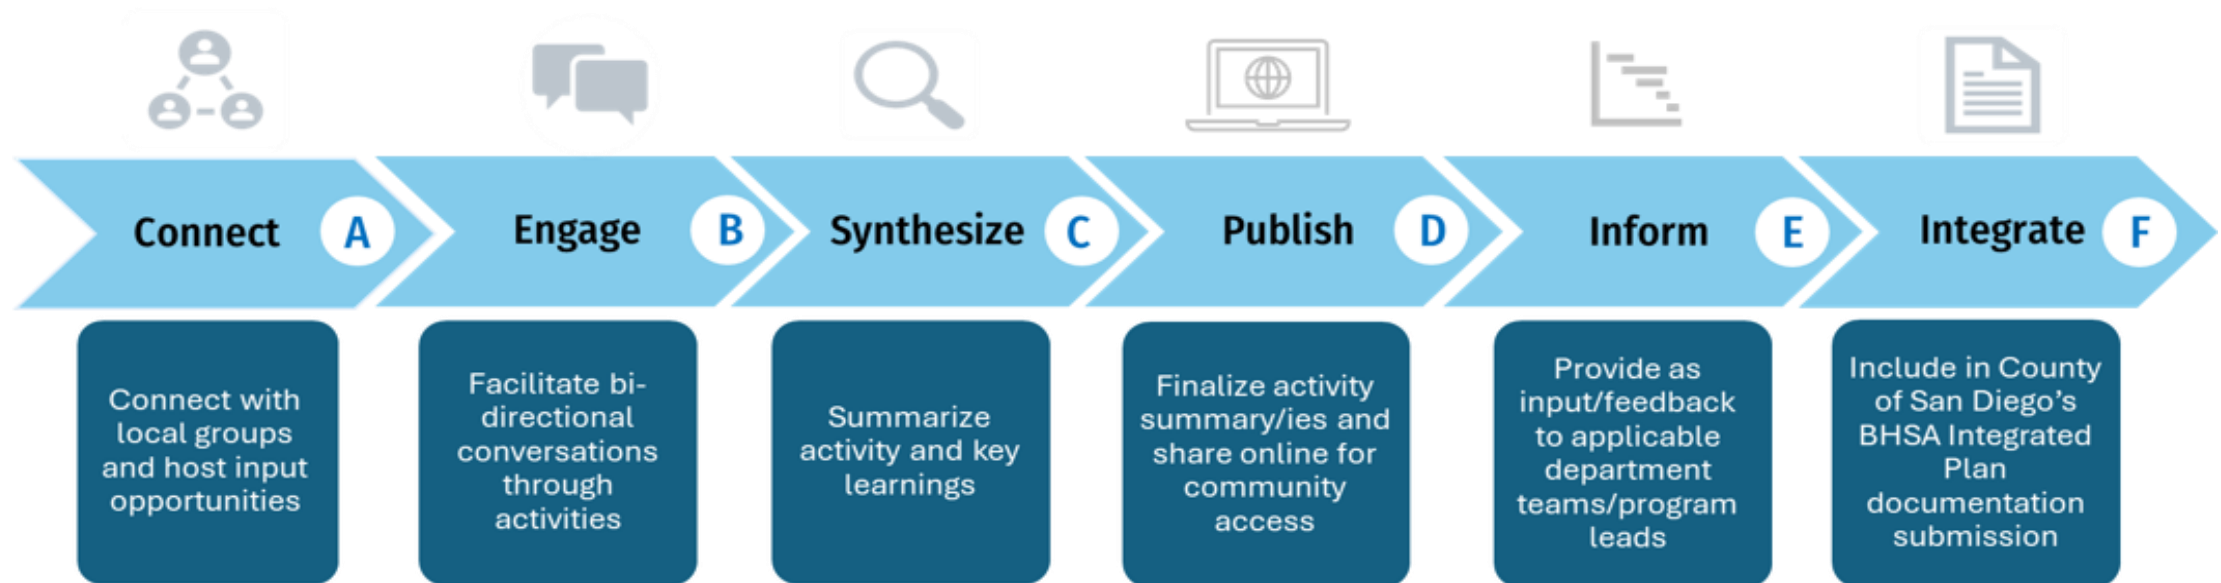 Connect A
Engage B
Synthesize C
Publish D
Inform E
Integrate F
Connect with
local groups
and host input
opportunities
Facilitate bi-
directional
conversations
through
activities
Summarize
activity and key
learnings
Finalize activity
summary/ies and
share online for
community
access
Provide as
input/feedback
to applicable
department
teams/program
leads
Include in County
of San Diego’s
BHSA Integrated
Plan
documentation
submission